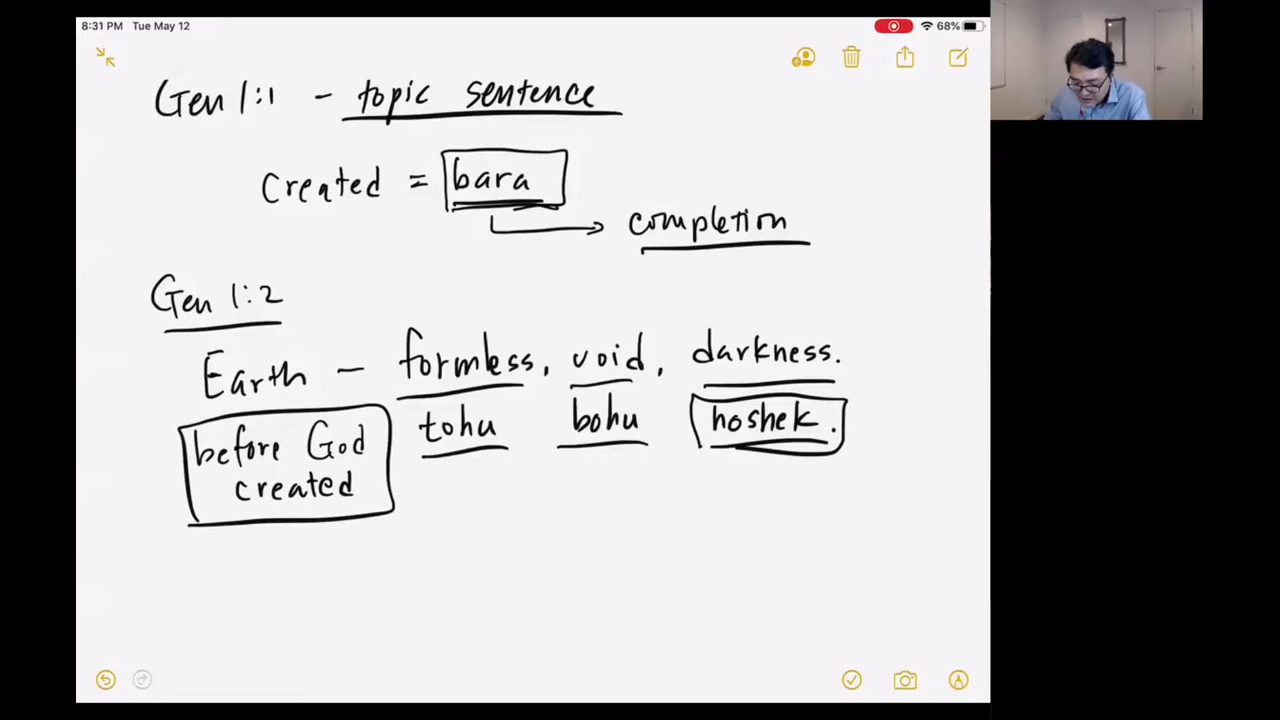 8:31 PM Tue May 12 68%
Gen 1:1 - topic sentence
Created = bara
completion
Gen 1:2
Earth - formless, void, darkness.
tohu bohu hoshek.
before God
created